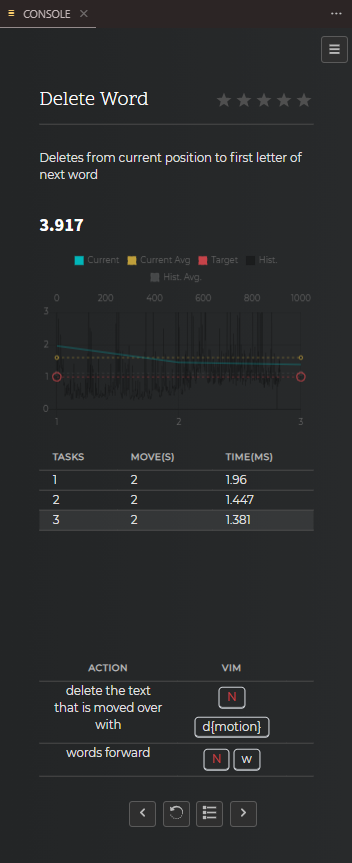 CONSOLE
Delete Word
Deletes from current position to first letter of
next word
3.917
Current Current Avg Target Hist.
Hist. Avg.
0 200 400 600 800 1000
3
2
1
0
1 2 3
TASKS MOVE(S) TIME(MS)
1 2 1.96
2 2 1.447
3 2 1.381
ACTION VIM
delete the text N
that is moved over
with d{motion}
words forward N w